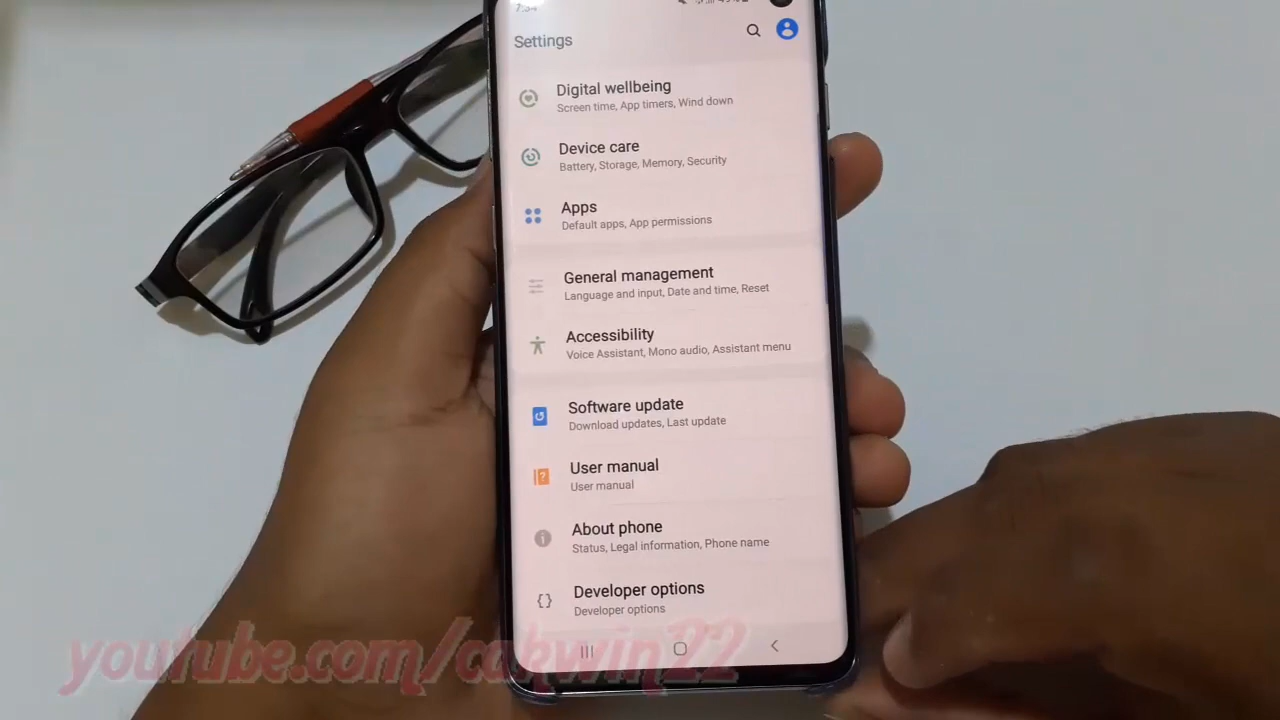 Settings
Digital wellbeing
Screen time, App timers, Wind down
Device care
Battery, Storage, Memory, Security
Apps
Default apps, App permissions
General management
Language and input, Date and time, Reset
Accessibility
Voice Assistant, Mono audio, Assistant menu
Software update
Download updates, Last update
User manual
User manual
About phone
Status, Legal information, Phone name
Developer options
Developer options
youtube.com/cakwin22